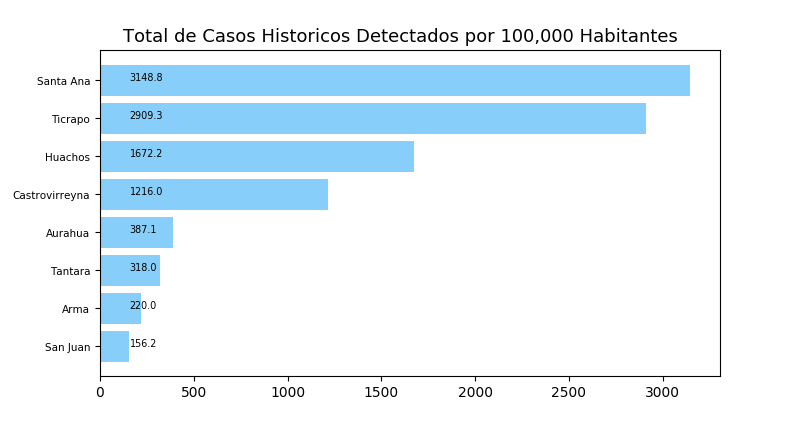 Total de Casos Historicos Detectados por 100,000 Habitantes
Santa Ana 3148.8
Ticrapo 2909.3
Huachos 1672.2
Castrovirreyna 1216.0
Aurahua 387.1
Tantara 318.0
Arma 220.0
San Juan 156.2
0 500 1000 1500 2000 2500 3000